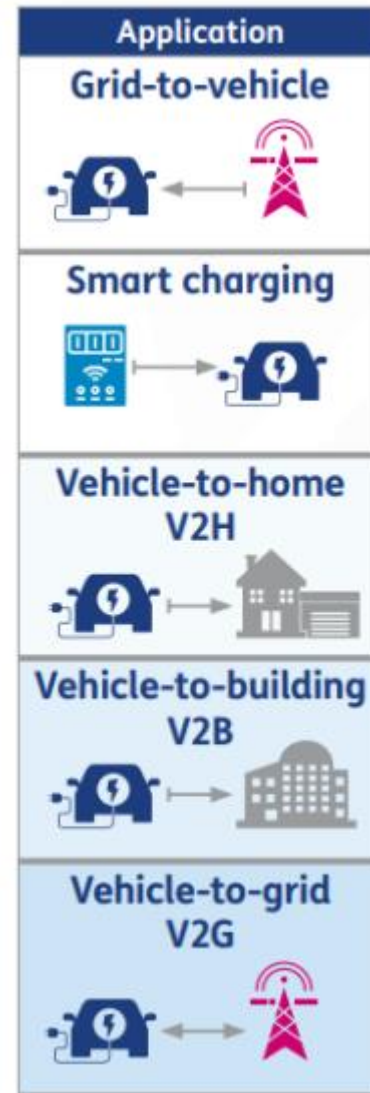 Application
Grid-to-vehicle
Smart charging
Vehicle-to-home
V2H
Vehicle-to-building
V2B
Vehicle-to-grid
V2G